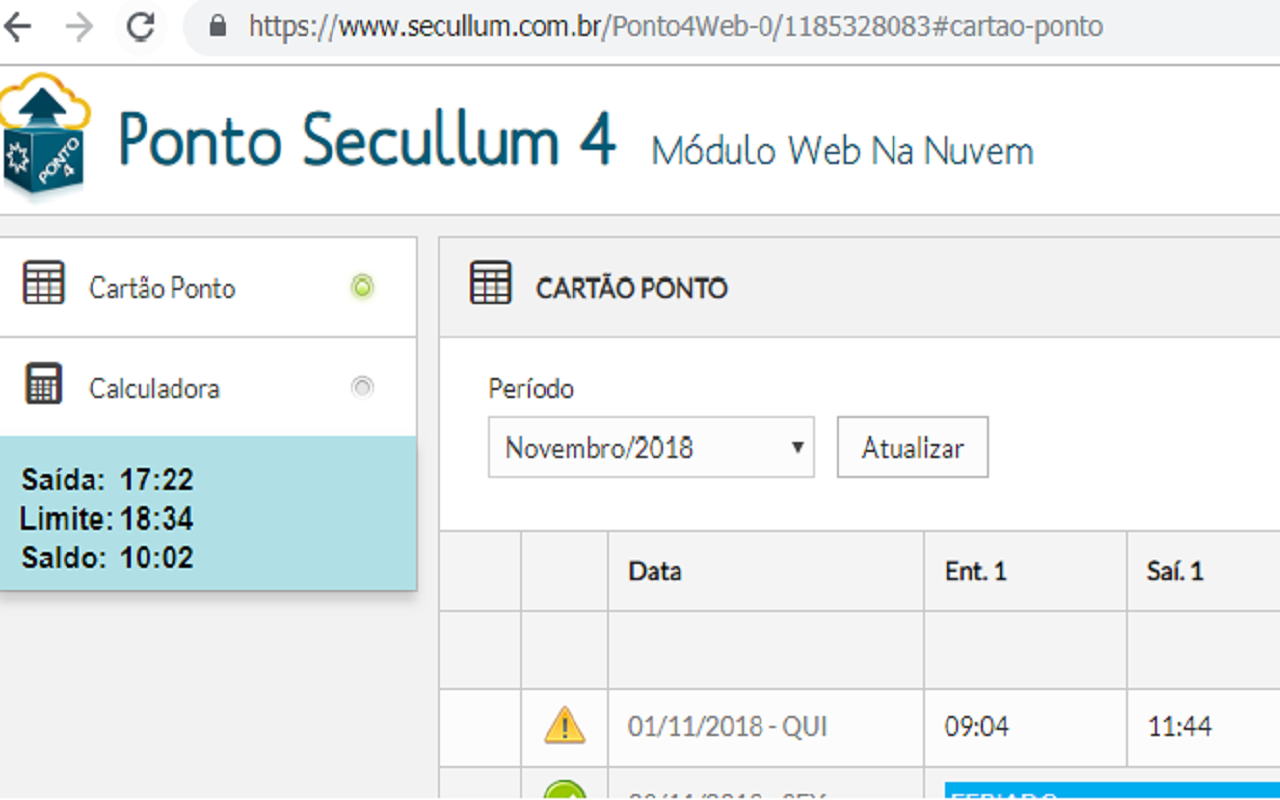 https://www.secullum.com.br/Ponto4Web-0/1185328083#cartao-ponto
PONTO 4
Ponto Secullum 4 Módulo Web Na Nuvem
Cartão Ponto
Calculadora
Saída: 17:22
Limite: 18:34
Saldo: 10:02
CARTÃO PONTO
Período
Novembro/2018
Atualizar
Data Ent. 1 Saí. 1
01/11/2018 - QUI 09:04 11:44